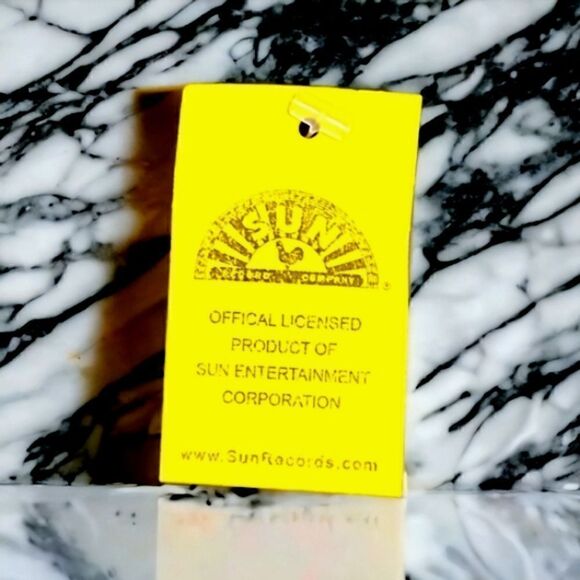 SUN
RECORD COMPANY
®
OFFICAL LICENSED
PRODUCT OF
SUN ENTERTAINMENT
CORPORATION
www.SunRecords.com